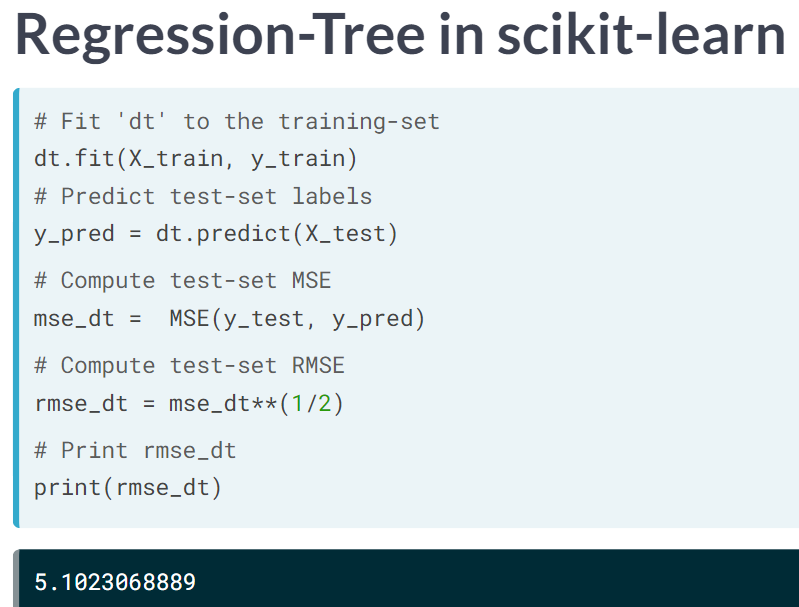 Regression-Tree in scikit-learn
# Fit 'dt' to the training-set
dt.fit(X_train, y_train)
# Predict test-set labels
y_pred = dt.predict(X_test)
# Compute test-set MSE
mse_dt =  MSE(y_test, y_pred)
# Compute test-set RMSE
rmse_dt = mse_dt**(1/2)
# Print rmse_dt
print(rmse_dt)
5.1023068889